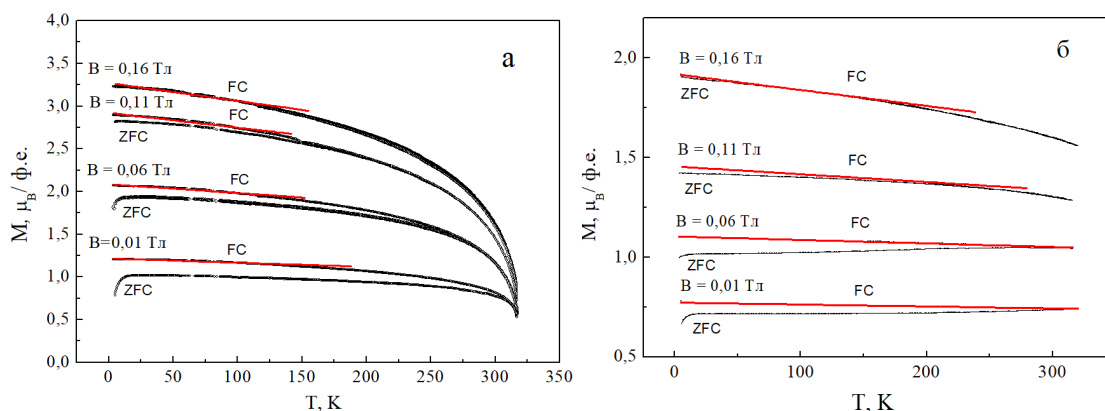 а
4,0
3,5
3,0
2,5
2,0
1,5
1,0
0,5
0,0
M, μ_B/ ф.е.
B = 0,16 Тл
FC
B = 0,11 Тл
FC
ZFC
B = 0,06 Тл
FC
ZFC
B=0,01 Тл
FC
ZFC
0 50 100 150 200 250 300 350
T, K
б
2,0
1,5
1,0
0,5
M, μ_B/ ф.е.
B = 0,16 Тл
FC
ZFC
B = 0,11 Тл
FC
ZFC
B = 0,06 Тл
FC
ZFC
B = 0,01 Тл
FC
ZFC
0 100 200 300
T, K